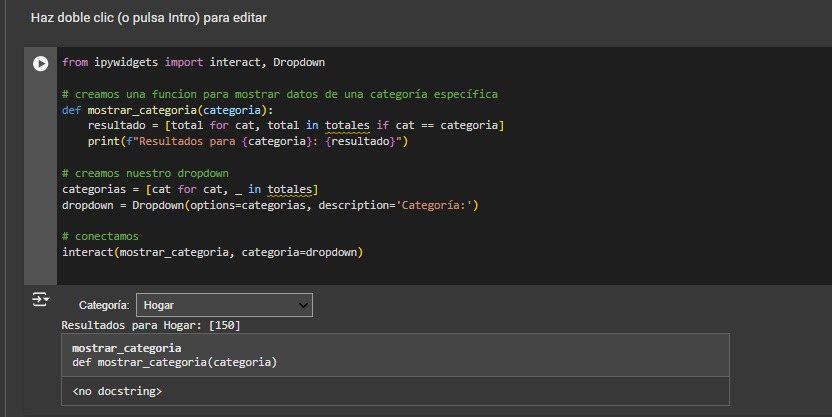 Haz doble clic (o pulsa Intro) para editar
from ipywidgets import interact, Dropdown
# creamos una funcion para mostrar datos de una categoría específica
def mostrar_categoria(categoria):
    resultado = [total for cat, total in totales if cat == categoria]
    print(f"Resultados para {categoria}: {resultado}")
# creamos nuestro dropdown
categorias = [cat for cat, _ in totales]
dropdown = Dropdown(options=categorias, description='Categoría:')
# conectamos
interact(mostrar_categoria, categoria=dropdown)
Categoría: Hogar
Resultados para Hogar: [150]
mostrar_categoria
def mostrar_categoria(categoria)
<no docstring>